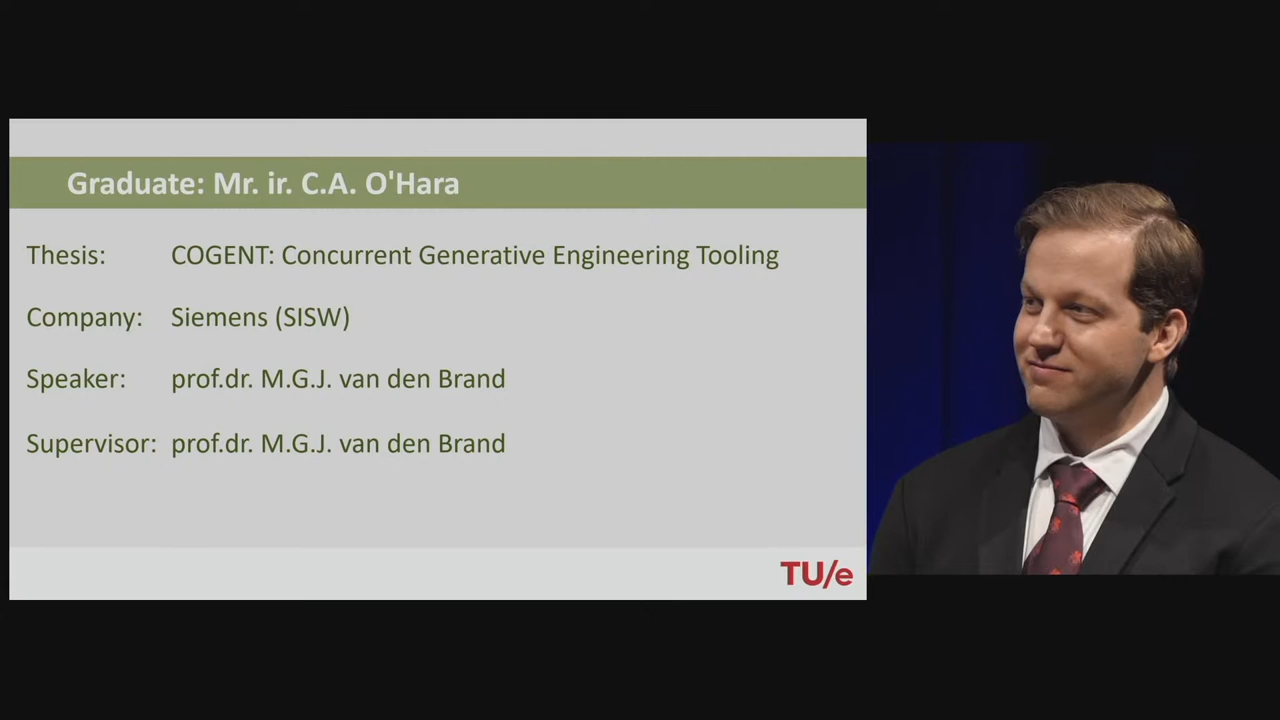 Graduate: Mr. ir. C.A. O'Hara
Thesis: COGENT: Concurrent Generative Engineering Tooling
Company: Siemens (SISW)
Speaker: prof.dr. M.G.J. van den Brand
Supervisor: prof.dr. M.G.J. van den Brand
TU/e